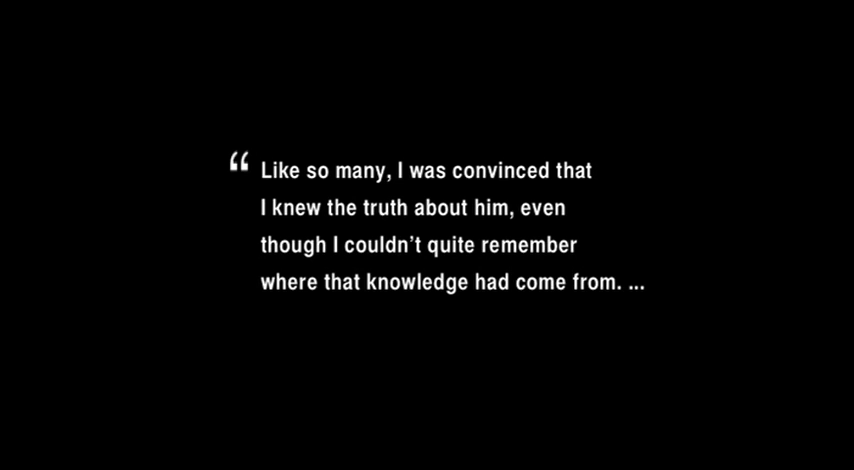 “ Like so many, I was convinced that
I knew the truth about him, even
though I couldn’t quite remember
where that knowledge had come from. ...